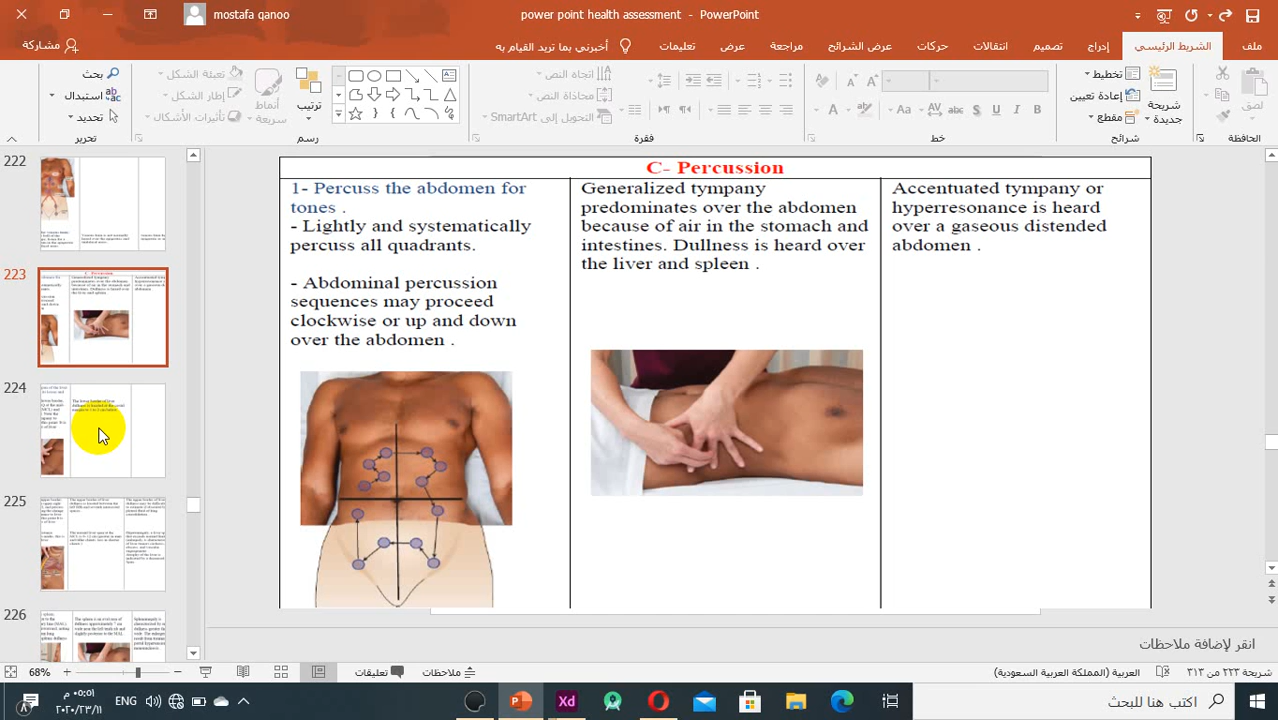 mostafa qanoo
power point health assessment - PowerPoint
ملف
الشريط الرئيسي
إدراج
تصميم
انتقالات
حركات
عرض الشرائح
مراجعة
عرض
تعليمات
أخبرني بما تريد القيام به
مشاركة
لصق
الحافظة
شريحة جديدة
تخطيط
إعادة تعيين
مقطع
شرائح
خط
اتجاه النص
محاذاة النص
التحويل إلى SmartArt
فقرة
ترتيب
أنماط سريعة
تعبئة الشكل
إطار الشكل
تأثيرات الأشكال
رسم
بحث
استبدال
تحديد
تحرير
222
223
224
225
226
C- Percussion
1- Percuss the abdomen for
tones .
- Lightly and systematically
percuss all quadrants.
- Abdominal percussion
sequences may proceed
clockwise or up and down
over the abdomen .
Generalized tympany
predominates over the abdomen
because of air in the stomach and
intestines. Dullness is heard over
the liver and spleen .
Accentuated tympany or
hyperresonance is heard
over a gaseous distended
abdomen .
انقر لإضافة ملاحظات
شريحة ٢٢٣ من ٣١٣
العربية (المملكة العربية السعودية)
ملاحظات
تعليقات
68%
اكتب هنا للبحث
ENG
٠٥:٥١ م
٢٠٢٠/٢٣/١١